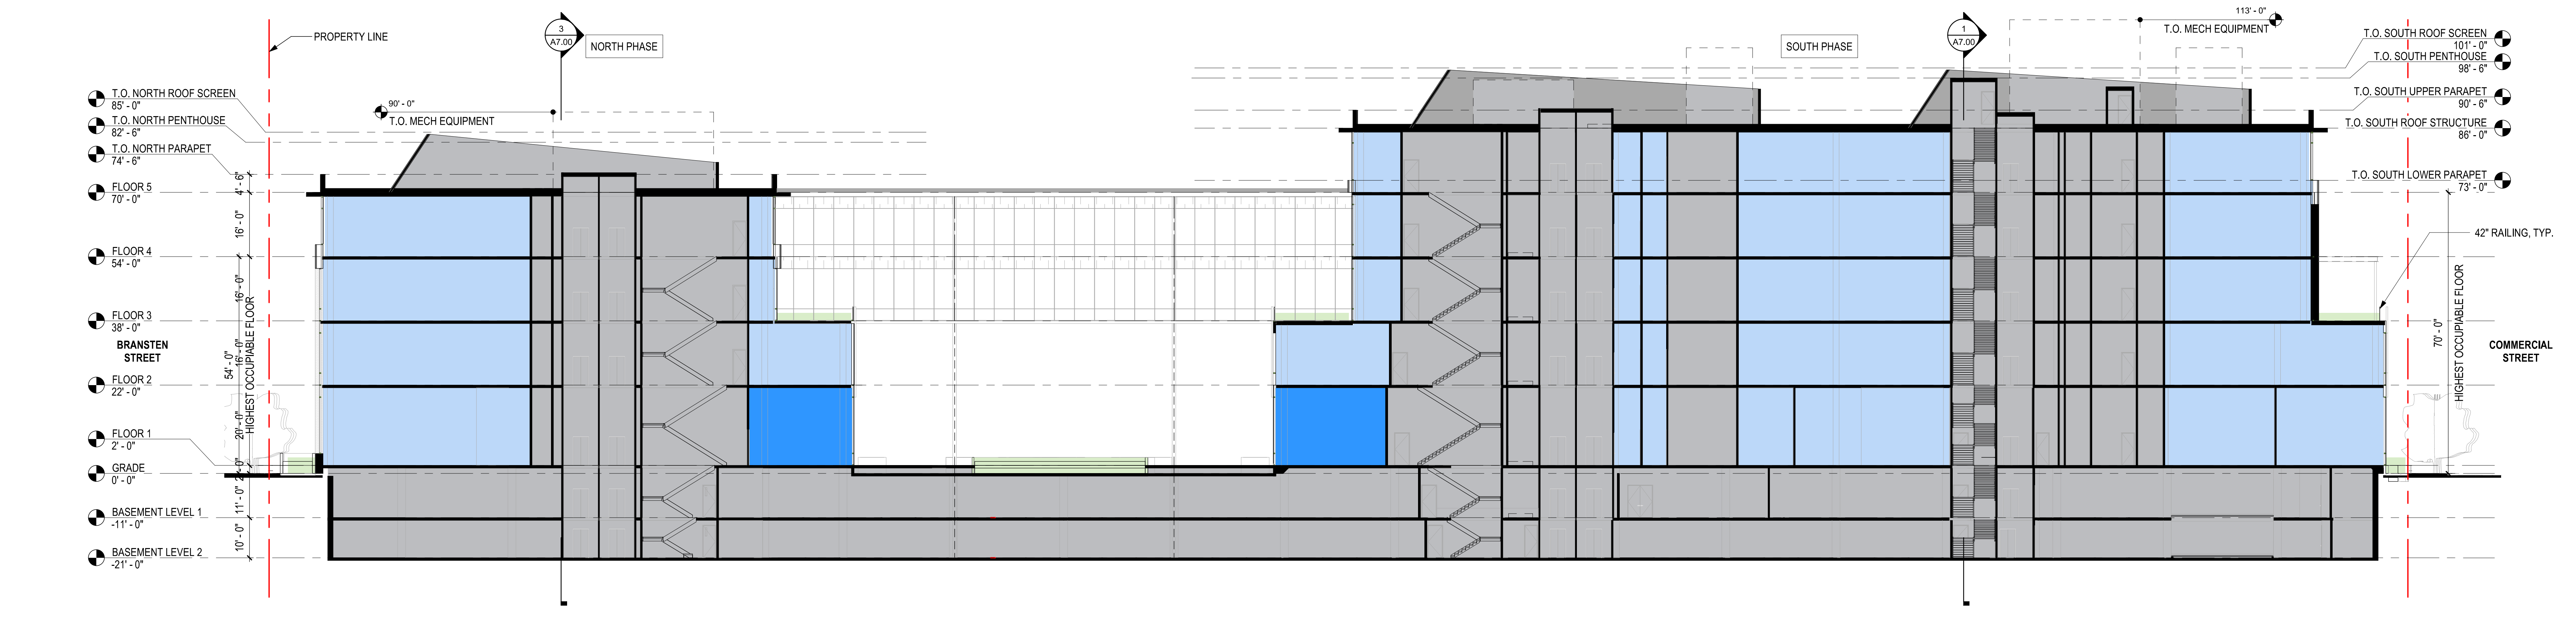 PROPERTY LINE
3
A7.00
NORTH PHASE
SOUTH PHASE
1
A7.00
113' - 0"
T.O. MECH EQUIPMENT
T.O. SOUTH ROOF SCREEN
101' - 0"
T.O. SOUTH PENTHOUSE
98' - 6"
T.O. SOUTH UPPER PARAPET
90' - 6"
T.O. SOUTH ROOF STRUCTURE
86' - 0"
T.O. SOUTH LOWER PARAPET
73' - 0"
42" RAILING, TYP.
70' - 0"
HIGHEST OCCUPIABLE FLOOR
COMMERCIAL
STREET
90' - 0"
T.O. MECH EQUIPMENT
T.O. NORTH ROOF SCREEN
85' - 0"
T.O. NORTH PENTHOUSE
82' - 6"
T.O. NORTH PARAPET
74' - 6"
FLOOR 5
70' - 0"
FLOOR 4
54' - 0"
FLOOR 3
38' - 0"
BRANSTEN
STREET
FLOOR 2
22' - 0"
FLOOR 1
2' - 0"
GRADE
0' - 0"
BASEMENT LEVEL 1
-11' - 0"
BASEMENT LEVEL 2
-21' - 0"
4' - 6"
16' - 0"
16' - 0"
16' - 0"
20' - 0"
2' - 0"
11' - 0"
10' - 0"
54' - 0"
HIGHEST OCCUPIABLE FLOOR